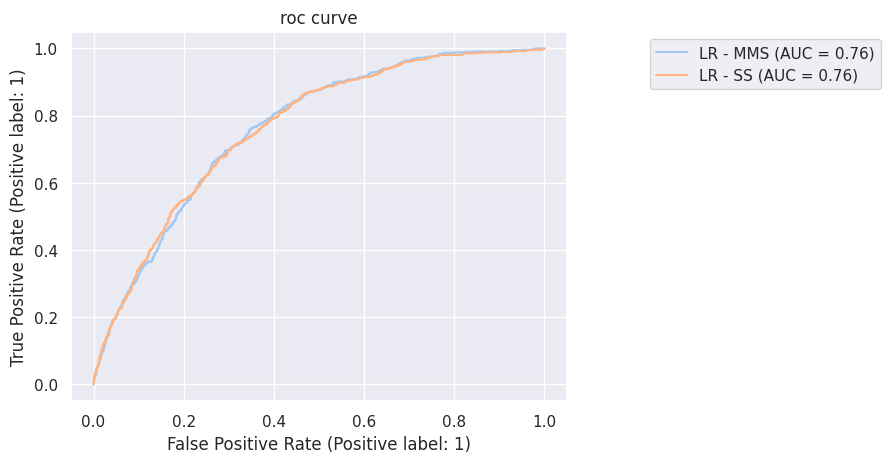 roc curve
LR - MMS (AUC = 0.76)
LR - SS (AUC = 0.76)
True Positive Rate (Positive label: 1)
1.0
0.8
0.6
0.4
0.2
0.0
0.0 0.2 0.4 0.6 0.8 1.0
False Positive Rate (Positive label: 1)